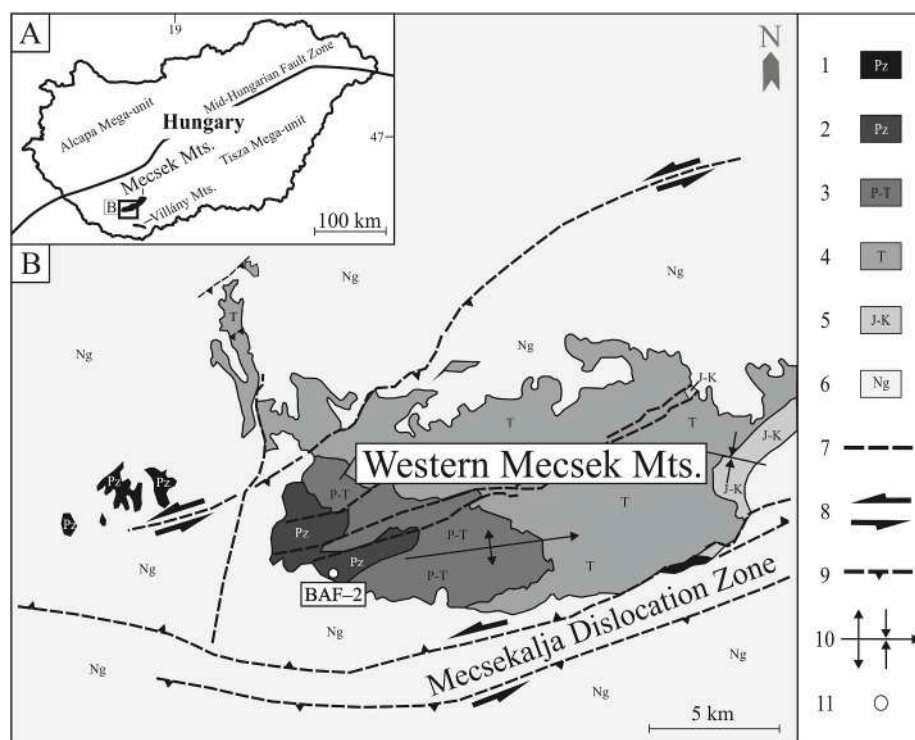 A
19
Mid-Hungarian Fault Zone
Alcapa Mega-unit
Hungary
47
Tisza Mega-unit
Mecsek Mts.
B
Villány Mts.
100 km
N
B
Ng
Ng
T
Ng
Ng
J-K
T
T
J-K
Western Mecsek Mts.
J-K
Pz
Pz
P-T
T
Pz
Pz
P-T
T
Pz
P-T
BAF–2
Ng
Ng
Mecsekalja Dislocation Zone
Ng
Ng
5 km
1 Pz
2 Pz
3 P-T
4 T
5 J-K
6 Ng
7
8
9
10
11